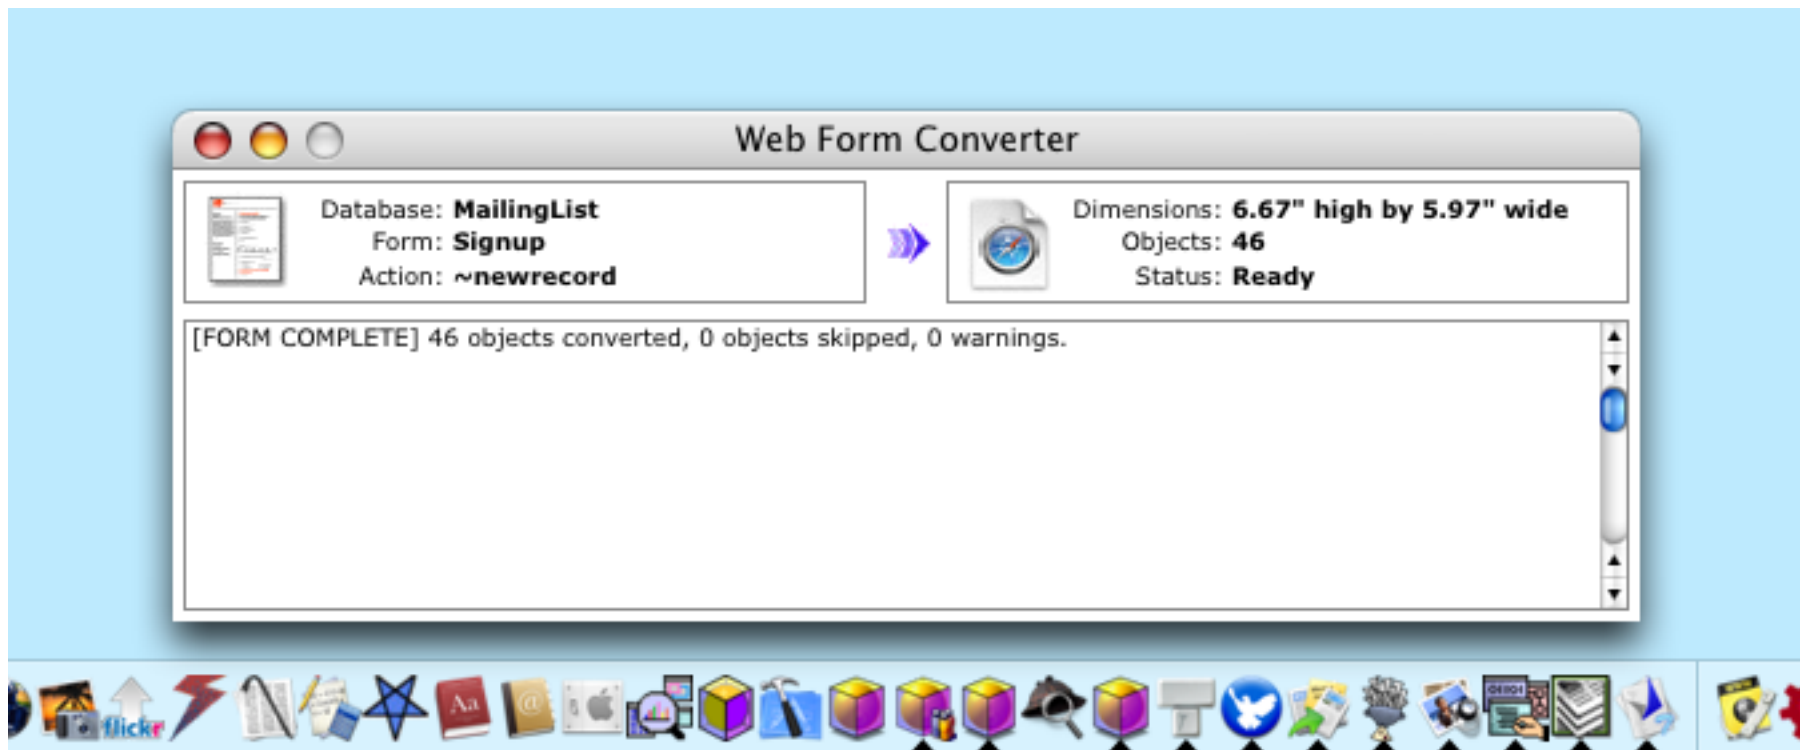 Web Form Converter
Database: MailingList
Form: Signup
Action: ~newrecord
Dimensions: 6.67" high by 5.97" wide
Objects: 46
Status: Ready
[FORM COMPLETE] 46 objects converted, 0 objects skipped, 0 warnings.
flickr
Aa
@